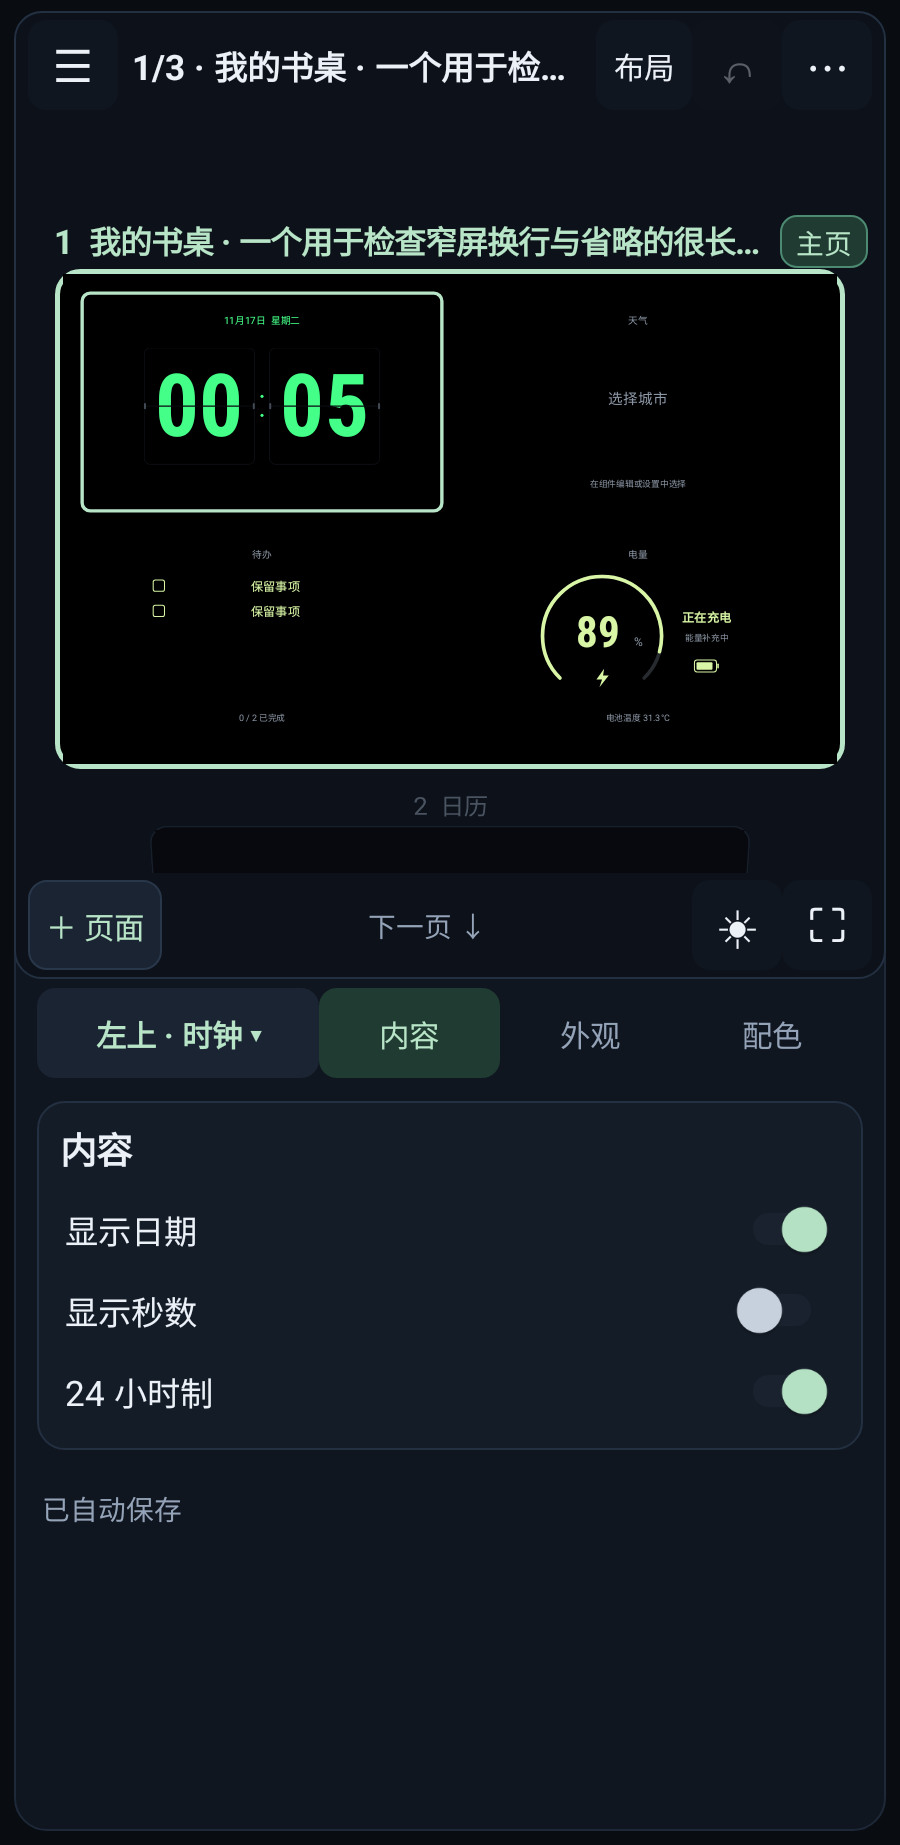 ☰ 1/3 · 我的书桌 · 一个用于检... 布局 ...
1 我的书桌 · 一个用于检查窄屏换行与省略的很长... 主页
11月17日 星期二
00:05
天气
选择城市
在组件编辑或设置中选择
待办
保留事项
保留事项
0 / 2 已完成
电量
89 %
正在充电
能量补充中
电池温度 31.3°C
2 日历
+ 页面 下一页 ↓
左上 · 时钟 ▾ 内容 外观 配色
内容
显示日期
显示秒数
24 小时制
已自动保存